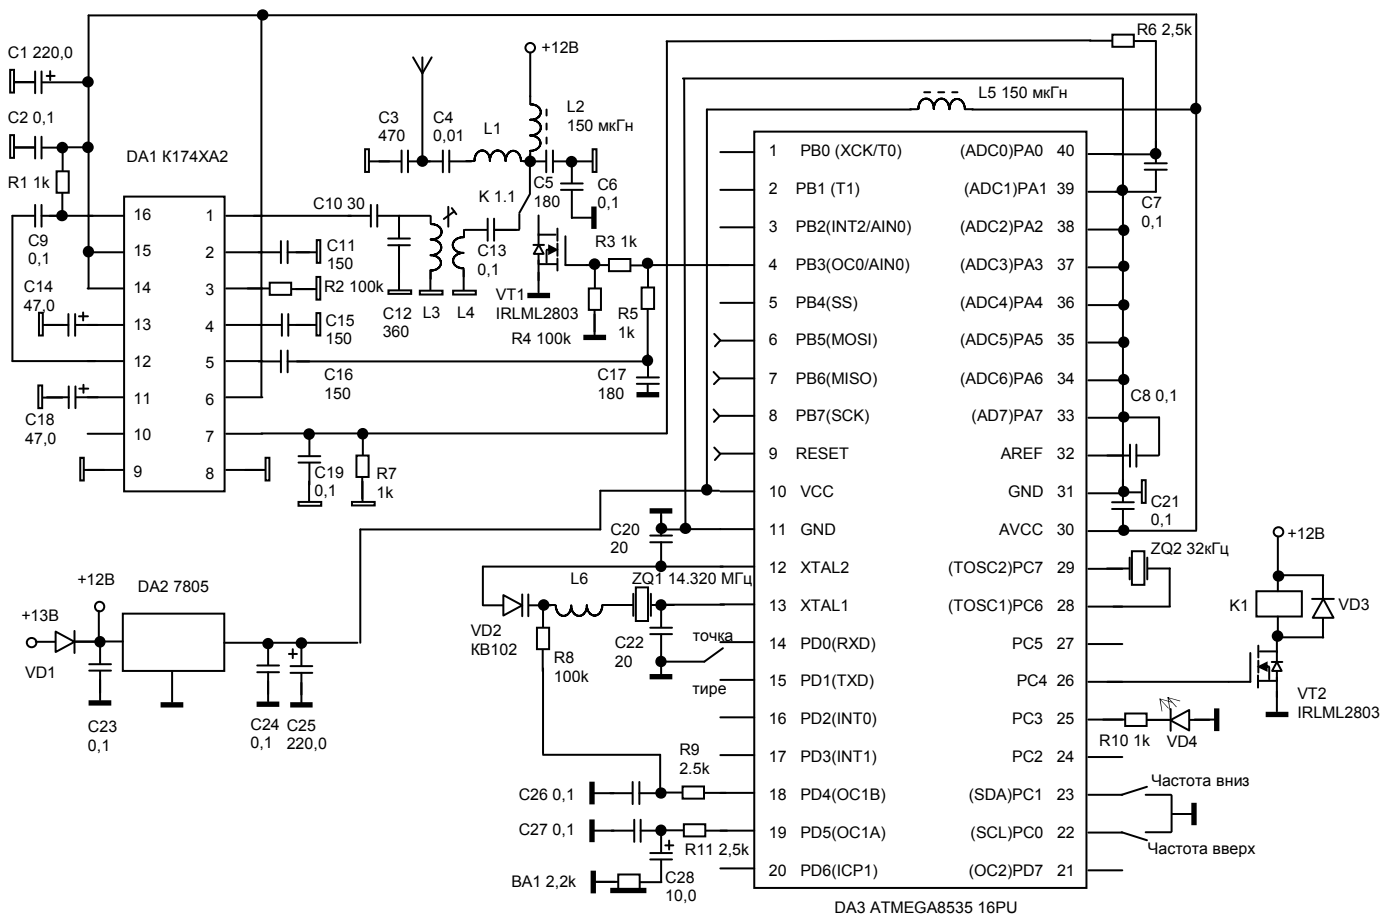 C1 220,0
C2 0,1
R1 1k
C9
0,1
C14
47,0
C18
47,0
DA1 К174ХА2
16
15
14
13
12
11
10
9
1
2
3
4
5
6
7
8
C10 30
C11
150
R2 100k
C15
150
C16
150
C12
360
L3
L4
C19
0,1
R7
1k
C3
470
C4
0,01
L1
+12В
L2
150 мкГн
K 1.1
C5
180
C6
0,1
C13
0,1
VT1
IRLML2803
R3 1k
R4 100k
R5
1k
C17
180
R6 2,5k
L5 150 мкГн
C7
0,1
C8 0,1
C21
0,1
1 PB0 (XCK/T0) (ADC0)PA0 40
2 PB1 (T1) (ADC1)PA1 39
3 PB2(INT2/AIN0) (ADC2)PA2 38
4 PB3(OC0/AIN0) (ADC3)PA3 37
5 PB4(SS) (ADC4)PA4 36
6 PB5(MOSI) (ADC5)PA5 35
7 PB6(MISO) (ADC6)PA6 34
8 PB7(SCK) (AD7)PA7 33
9 RESET AREF 32
10 VCC GND 31
11 GND AVCC 30
12 XTAL2 (TOSC2)PC7 29
13 XTAL1 (TOSC1)PC6 28
14 PD0(RXD) PC5 27
15 PD1(TXD) PC4 26
16 PD2(INT0) PC3 25
17 PD3(INT1) PC2 24
18 PD4(OC1B) (SDA)PC1 23
19 PD5(OC1A) (SCL)PC0 22
20 PD6(ICP1) (OC2)PD7 21
DA3 ATMEGA8535 16PU
C20
20
L6
ZQ1 14.320 МГц
VD2
КВ102
R8
100k
C22
20
точка
тире
R9
2.5k
C26 0,1
C27 0,1
R11 2,5k
BA1 2,2k
C28
10,0
+13В
VD1
+12В
DA2 7805
C23
0,1
C24
0,1
C25
220,0
ZQ2 32кГц
+12В
K1
VD3
VT2
IRLML2803
R10 1k
VD4
Частота вниз
Частота вверх